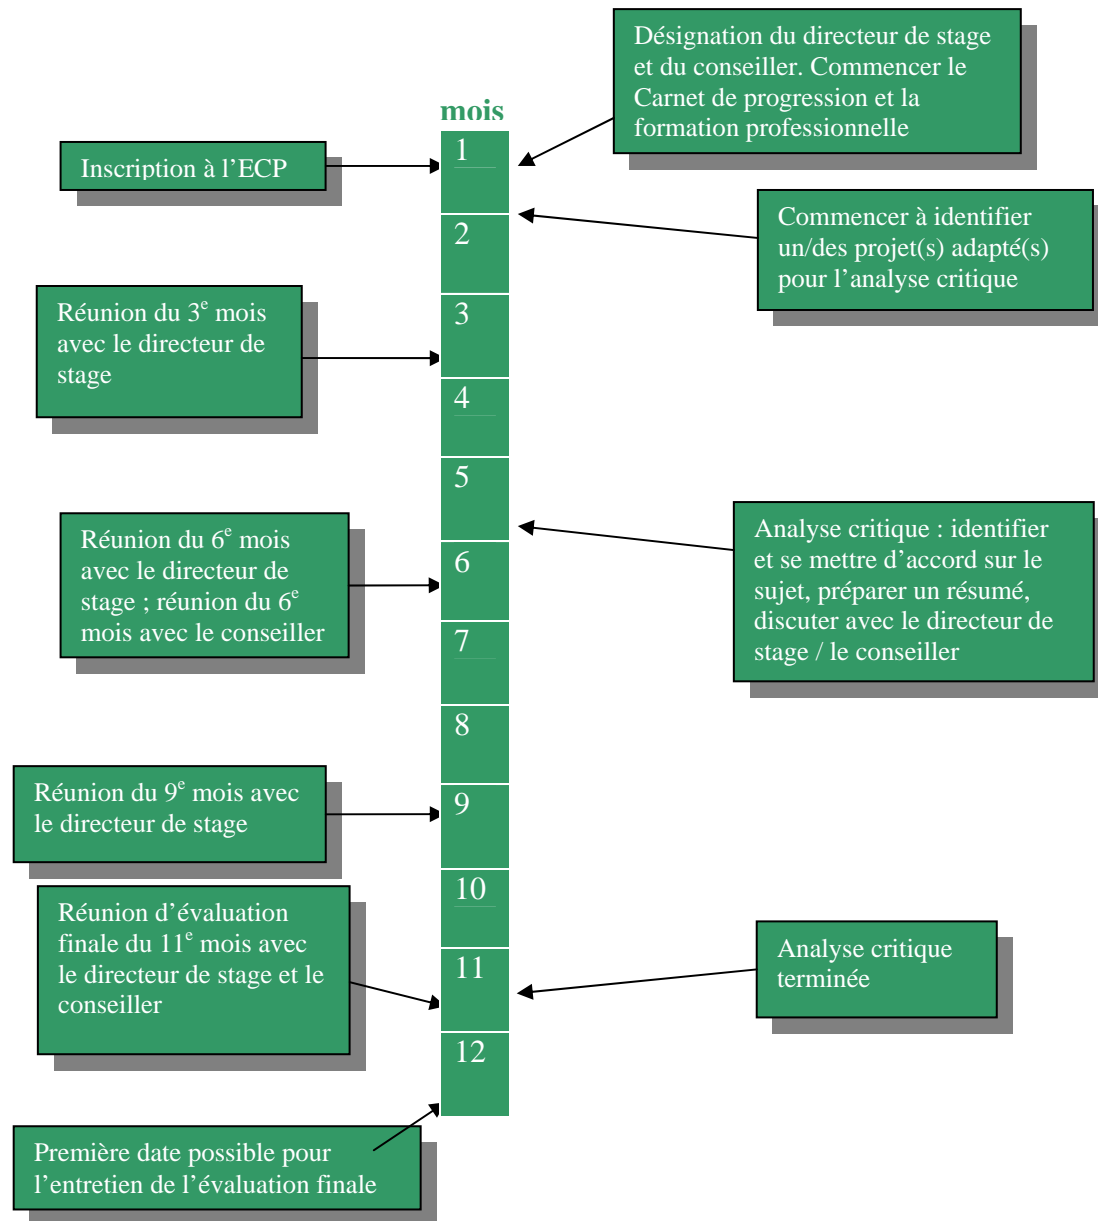 Désignation du directeur de stage
et du conseiller. Commencer le
Carnet de progression et la
formation professionnelle
mois
1
Inscription à l’ECP
Commencer à identifier
un/des projet(s) adapté(s)
pour l’analyse critique
2
Réunion du 3e mois
avec le directeur de
stage
3
4
5
Analyse critique : identifier
et se mettre d’accord sur le
sujet, préparer un résumé,
discuter avec le directeur de
stage / le conseiller
Réunion du 6e mois
avec le directeur de
stage ; réunion du 6e
mois avec le conseiller
6
7
8
Réunion du 9e mois avec
le directeur de stage
9
10
Réunion d’évaluation
finale du 11e mois avec
le directeur de stage et le
conseiller
11
Analyse critique
terminée
12
Première date possible pour
l’entretien de l’évaluation finale